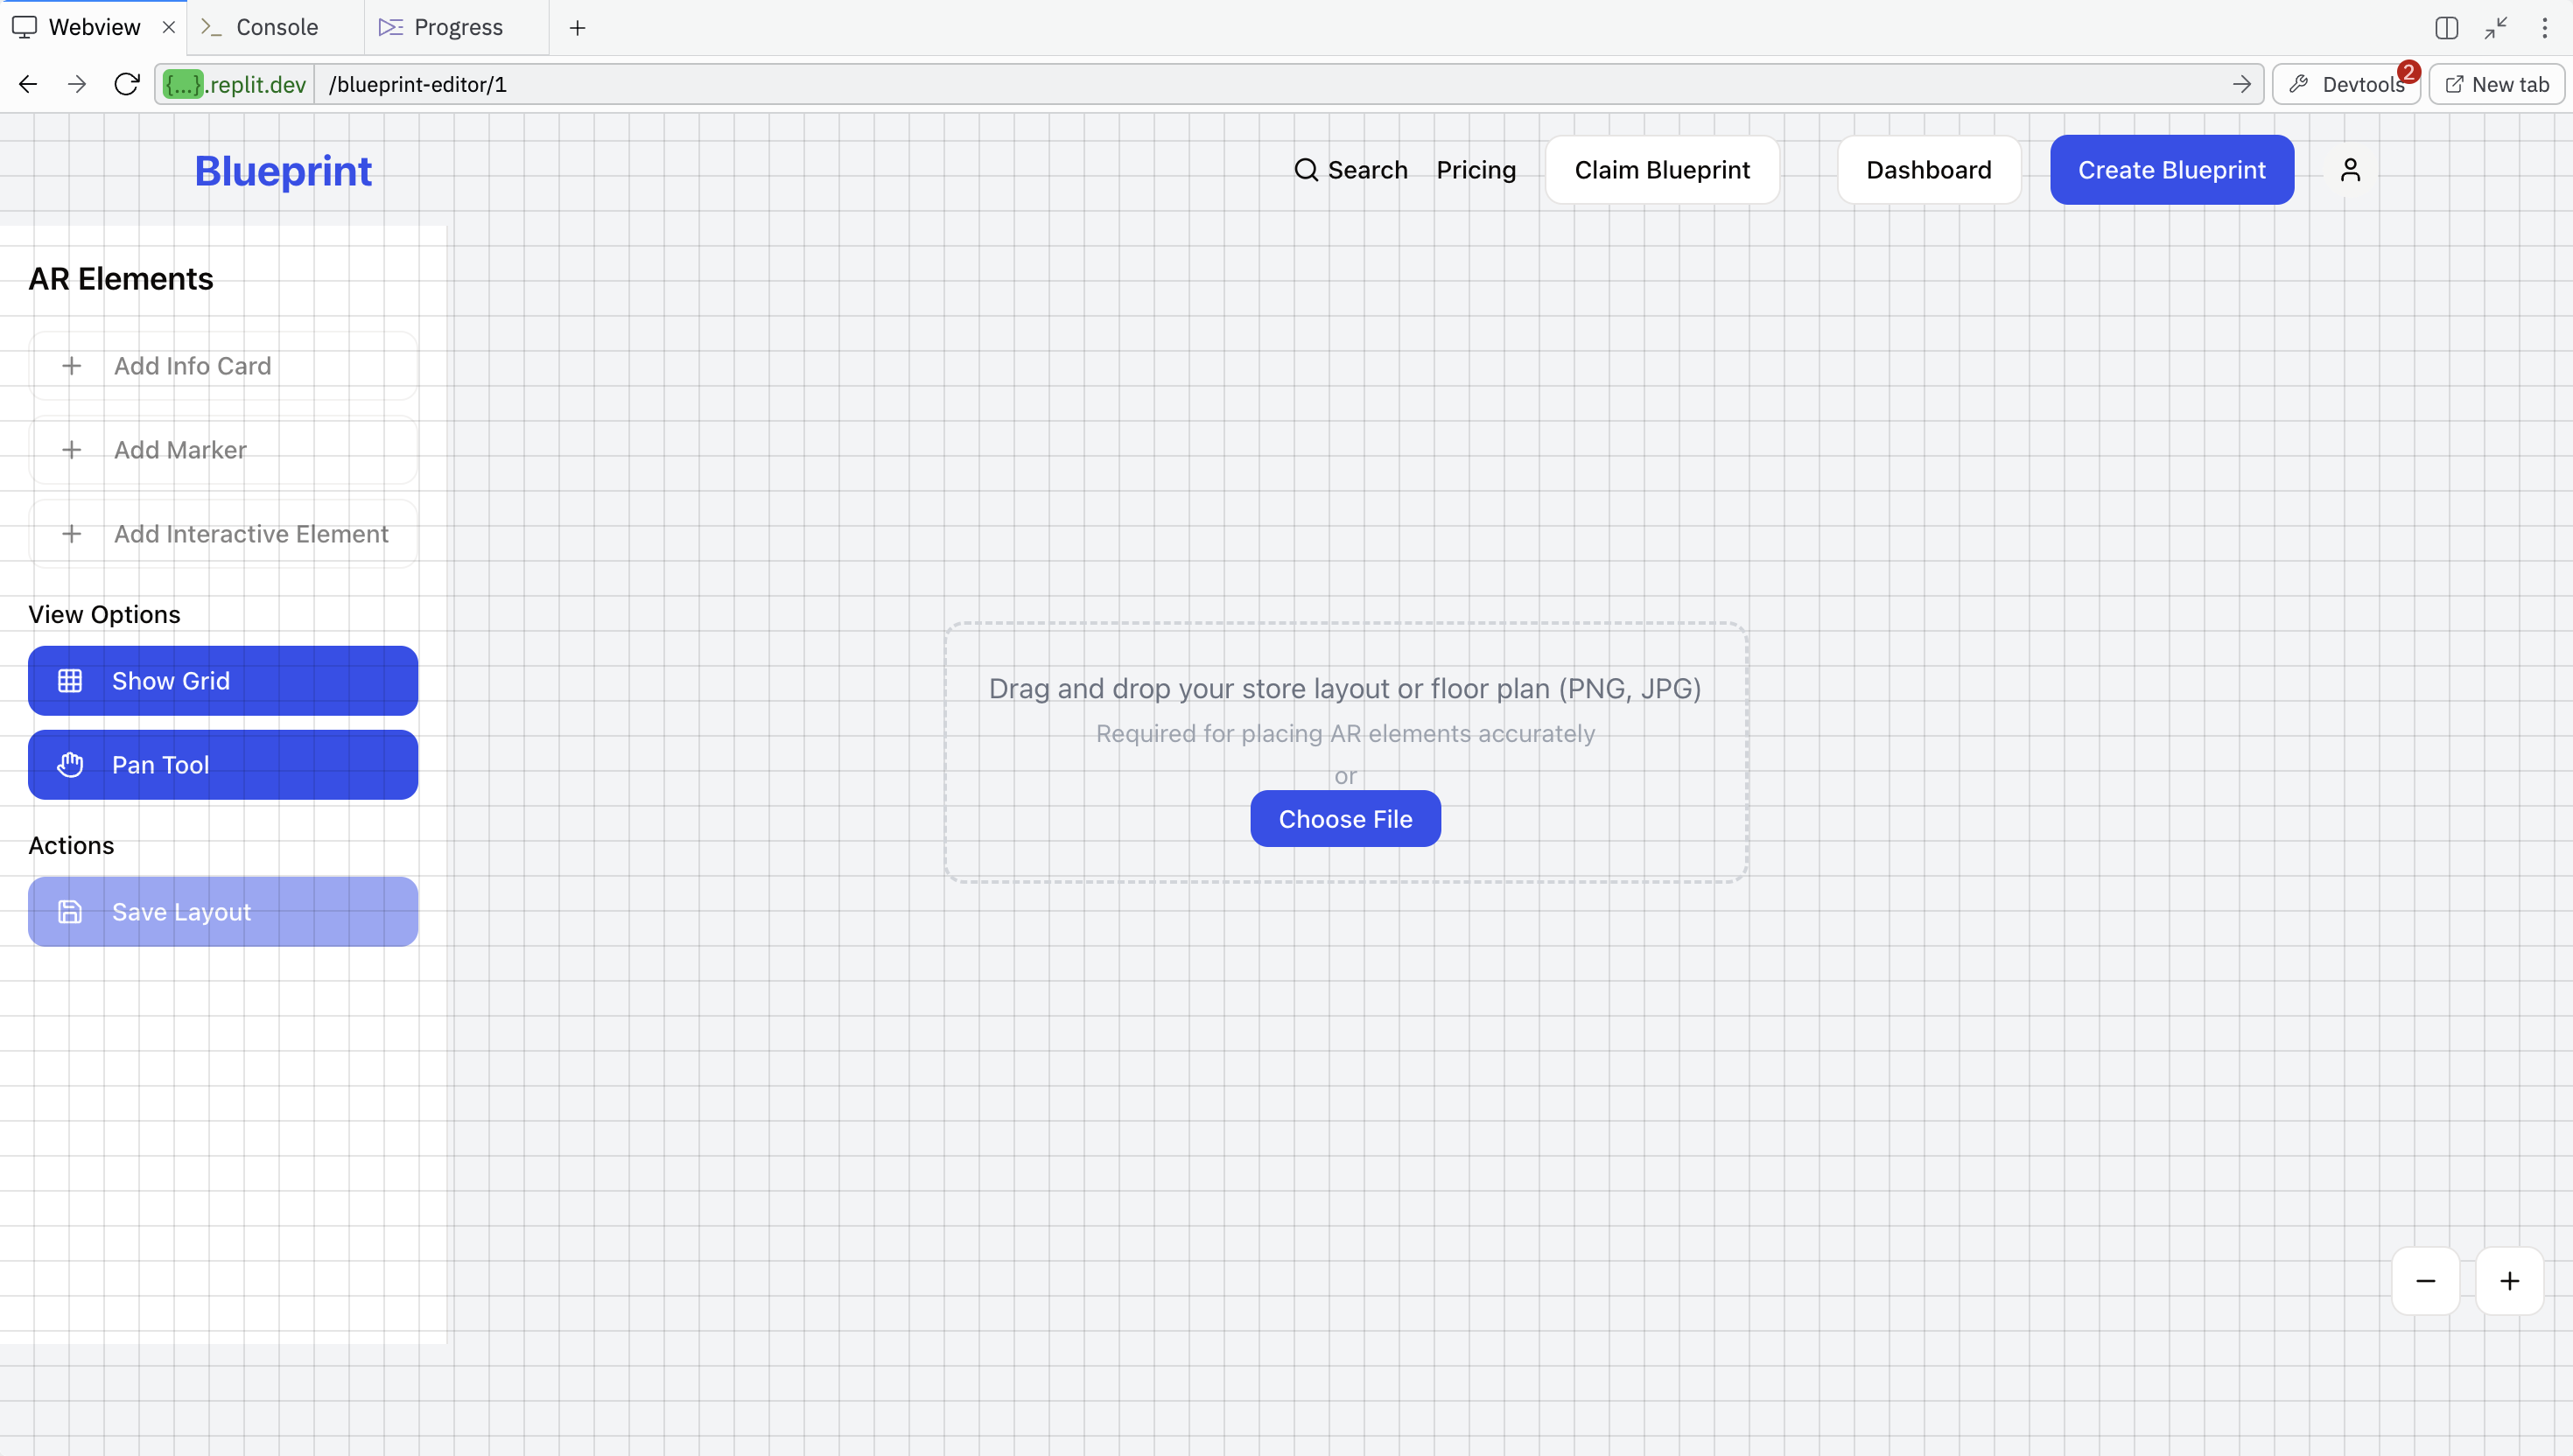 Webview
Console
Progress
{...}.replit.dev /blueprint-editor/1
Devtools 2
New tab
Blueprint
Search
Pricing
Claim Blueprint
Dashboard
Create Blueprint
AR Elements
Add Info Card
Add Marker
Add Interactive Element
View Options
Show Grid
Pan Tool
Actions
Save Layout
Drag and drop your store layout or floor plan (PNG, JPG)
Required for placing AR elements accurately
or
Choose File